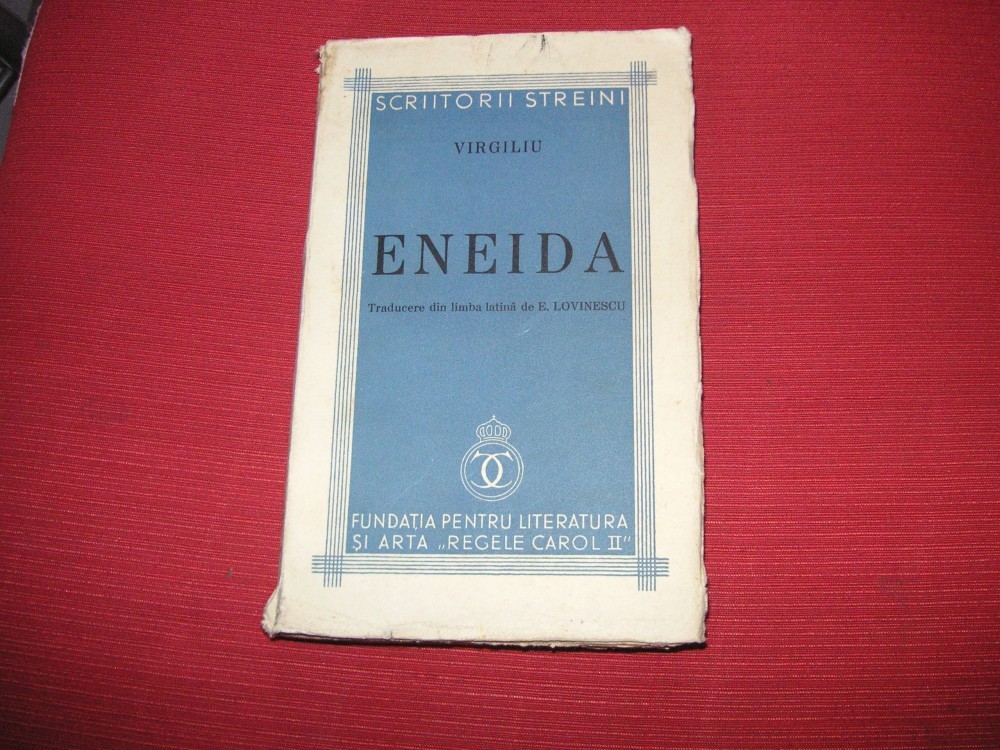 SCRIITORII STREINI
VIRGILIU
ENEIDA
Traducere din limba latină de E. LOVINESCU
FUNDAȚIA PENTRU LITERATURA
ȘI ARTA „REGELE CAROL II"